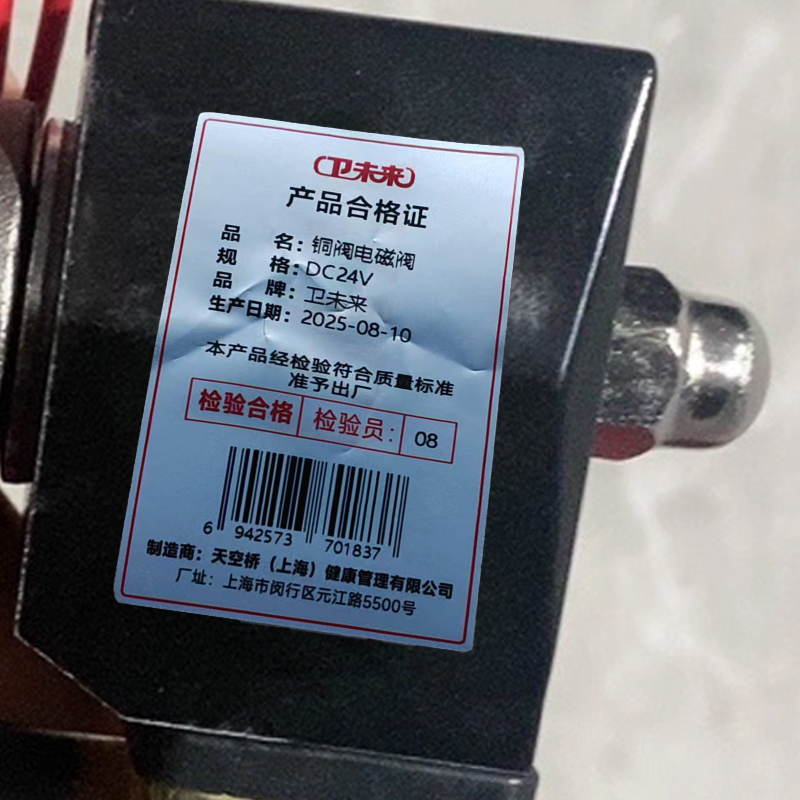 卫未来
产品合格证
品 名：铜阀电磁阀
规 格：DC24V
品 牌：卫未来
生产日期：2025-08-10
本产品经检验符合质量标准
准予出厂
检验合格 检验员： 08
6 942573 701837
制造商：天空桥（上海）健康管理有限公司
厂址：上海市闵行区元江路5500号